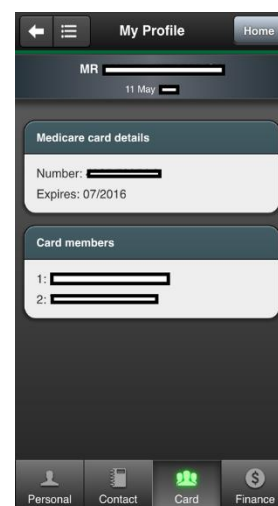 My Profile
Home
MR
11 May
Medicare card details
Number:
Expires: 07/2016
Card members
1:
2:
Personal Contact Card Finance